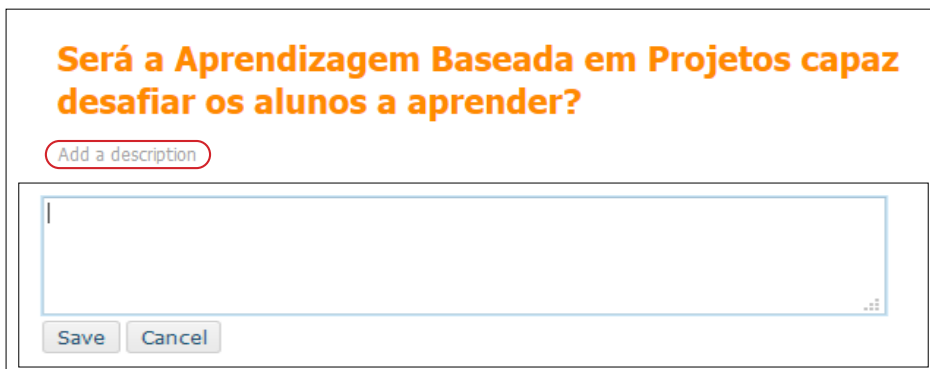 Será a Aprendizagem Baseada em Projetos capaz
desafiar os alunos a aprender?
Add a description
Save Cancel